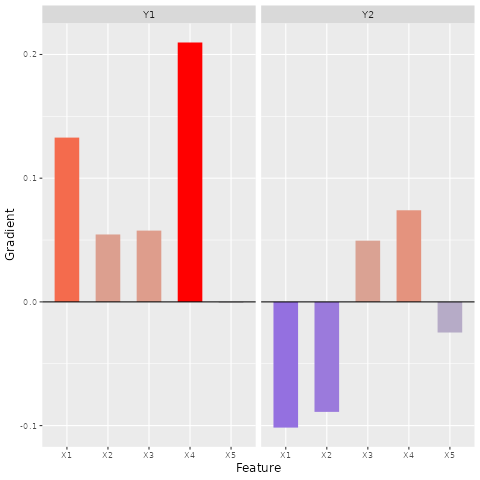 Y1 Y2
Gradient
0.2
0.1
0.0
-0.1
X1 X2 X3 X4 X5 X1 X2 X3 X4 X5
Feature